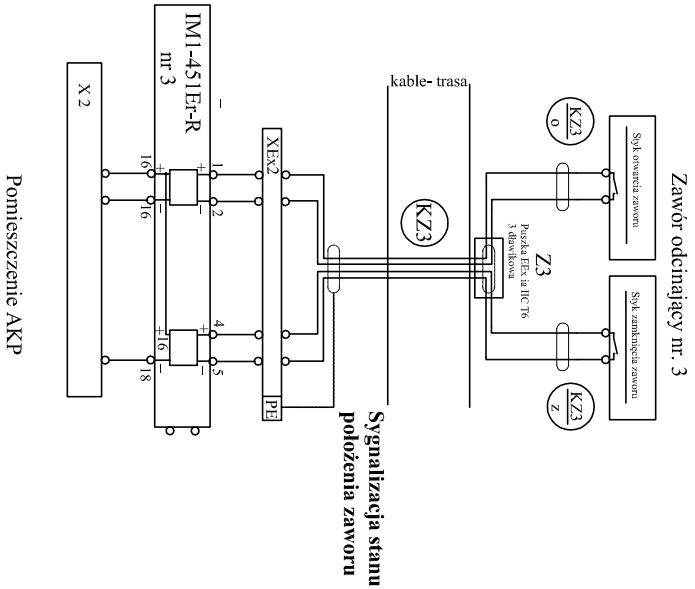 Zawór odcinający nr. 3
Styk otwarcia zaworu
Styk zamknięcia zaworu
KZ3
o
KZ3
z
Z3
Puszka EEx ia IIC T6
3 dławikowa
kable- trasa
KZ3
Sygnalizacja stanu
położenia zaworu
XEx2
PE
1
2
4
5
IM1-451Er-R
nr 3
–
+
–
+
–
+
–
+
–
16
16
16
18
X 2
Pomieszczenie AKP